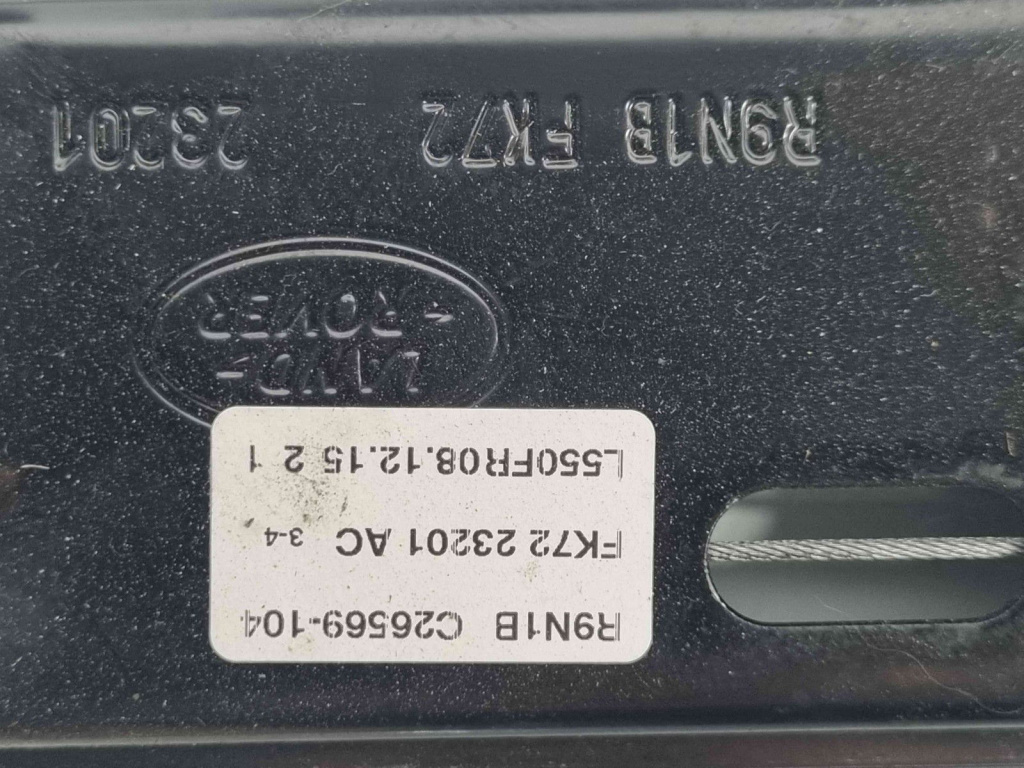 R9N1B C26569-104
FK72 23201 AC 3-4
L550FR08.12.15 2 1
LAND-
-ROVER
R9N1B FK72 23201